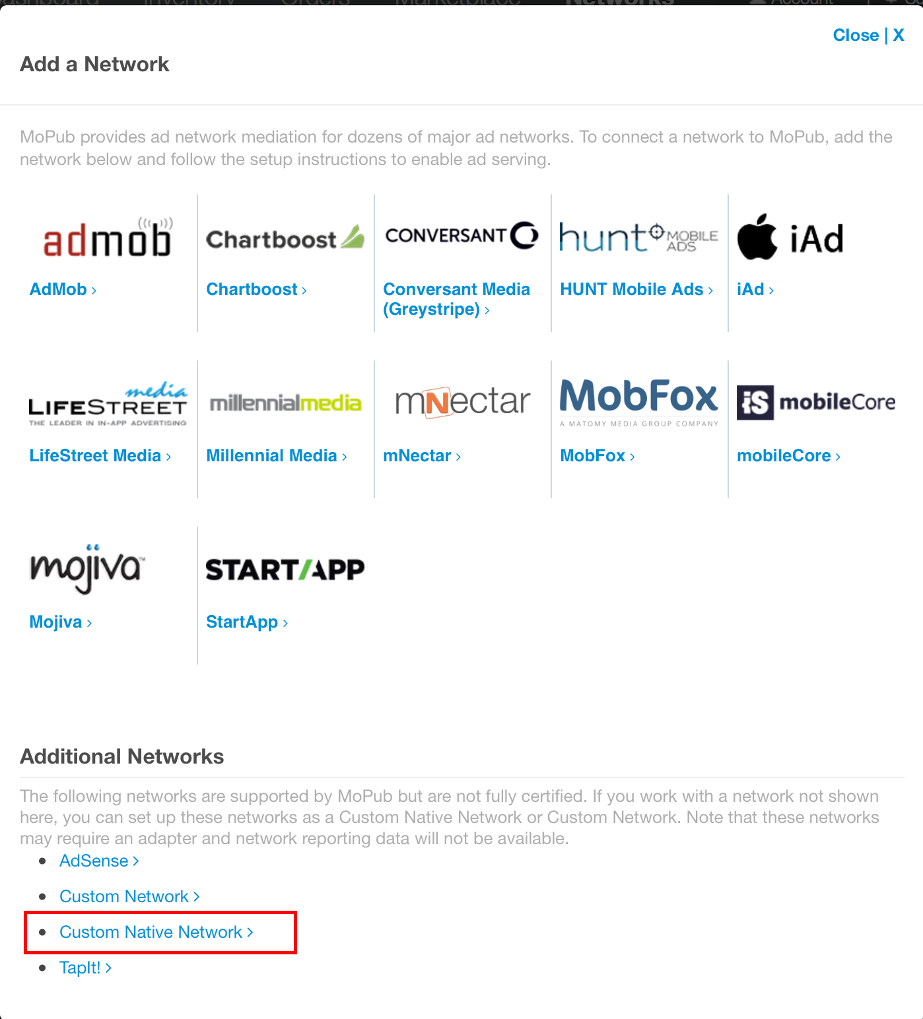 Marketplace
Networks
Account
Close | X
Add a Network
MoPub provides ad network mediation for dozens of major ad networks. To connect a network to MoPub, add the
network below and follow the setup instructions to enable ad serving.
admob
Chartboost
CONVERSANT
hunt MOBILE ADS
iAd
AdMob ›
Chartboost ›
Conversant Media
(Greystripe) ›
HUNT Mobile Ads ›
iAd ›
LIFESTREET media
THE LEADER IN IN-APP ADVERTISING
millennialmedia
mNectar
MobFox
A MATOMY MEDIA GROUP COMPANY
iS mobileCore
LifeStreet Media ›
Millennial Media ›
mNectar ›
MobFox ›
mobileCore ›
mojiva™
STARTAPP
Mojiva ›
StartApp ›
Additional Networks
The following networks are supported by MoPub but are not fully certified. If you work with a network not shown
here, you can set up these networks as a Custom Native Network or Custom Network. Note that these networks
may require an adapter and network reporting data will not be available.
• AdSense ›
• Custom Network ›
• Custom Native Network ›
• TapIt! ›